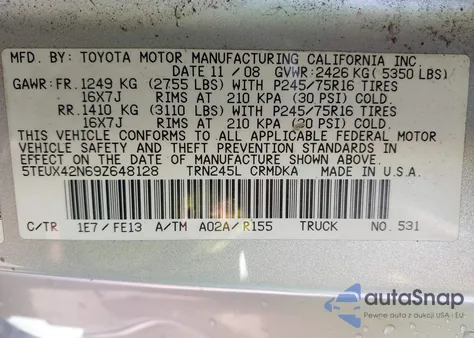 MFD. BY: TOYOTA MOTOR MANUFACTURING CALIFORNIA INC.
DATE 11 / 08 GVWR: 2426 KG (5350 LBS)
GAWR: FR. 1249 KG (2755 LBS) WITH P245/75R16 TIRES
16X7J RIMS AT 210 KPA (30 PSI) COLD.
RR. 1410 KG (3110 LBS) WITH P245/75R16 TIRES
16X7J RIMS AT 210 KPA (30 PSI) COLD.
THIS VEHICLE CONFORMS TO ALL APPLICABLE FEDERAL MOTOR
VEHICLE SAFETY AND THEFT PREVENTION STANDARDS IN
EFFECT ON THE DATE OF MANUFACTURE SHOWN ABOVE.
5TEUX42N69Z648128 TRN245L CRMDKA MADE IN U.S.A.
C/TR 1E7 / FE13 A/TM A02A / R155 TRUCK NO. 531
autoSnap
Pewne auta z USA i EU